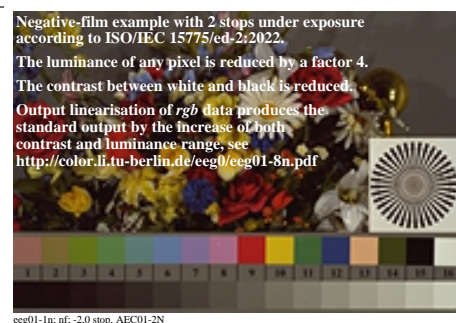 Negative-film example with 2 stops under exposure
according to ISO/IEC 15775/ed-2:2022.
The luminance of any pixel is reduced by a factor 4.
The contrast between white and black is reduced.
Output linearisation of rgb data produces the
standard output by the increase of both
contrast and luminance range, see
http://color.li.tu-berlin.de/eeg0/eeg01-8n.pdf
1 2 3 4 5 6 7 8 9 10 11 12 13 14 15 16
eeg01-1n; nf; -2,0 stop, AEC01-2N